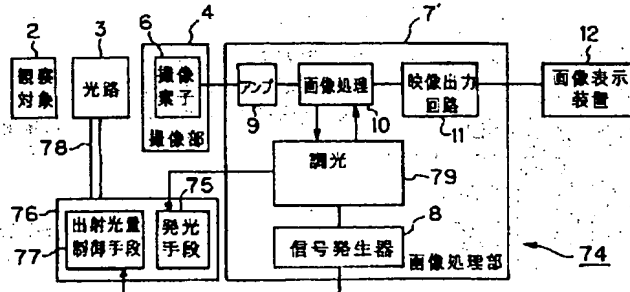 2
観察
対象
3
光路
4
6
撮像
素子
撮像部
7'
アンプ
9
画像処理
10
映像出力
回路
11
12
画像表示
装置
78
調光
79
76
75
77
出射光量
制御手段
発光
手段
8
信号発生器
画像処理部
74